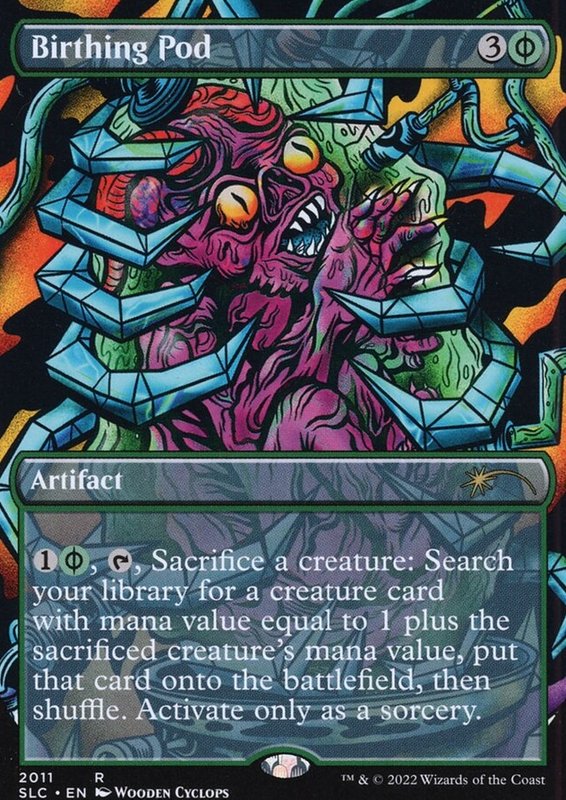 Birthing Pod 3
Artifact
1, , Sacrifice a creature: Search
your library for a creature card
with mana value equal to 1 plus the
sacrificed creature's mana value, put
that card onto the battlefield, then
shuffle. Activate only as a sorcery.
2011 R
SLC • EN Wooden Cyclops
™ & © 2022 Wizards of the Coast